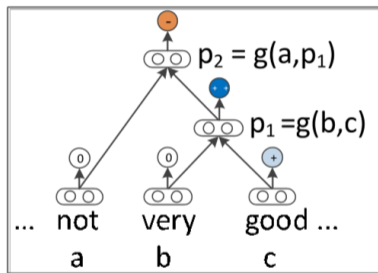 -
p₂ = g(a,p₁)
+ +
p₁ =g(b,c)
0 0 +
... not very good ...
a b c